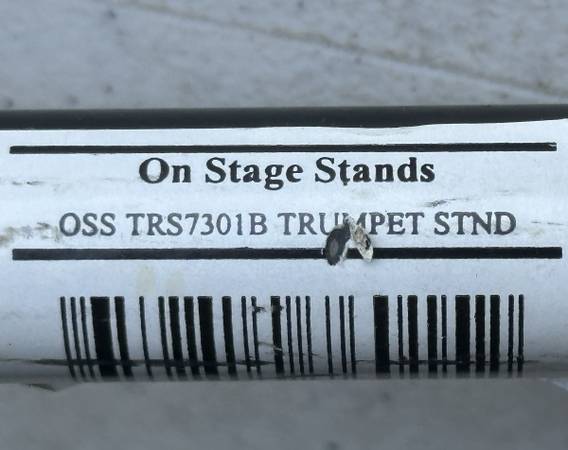 On Stage Stands
OSS TRS7301B TRUMPET STND